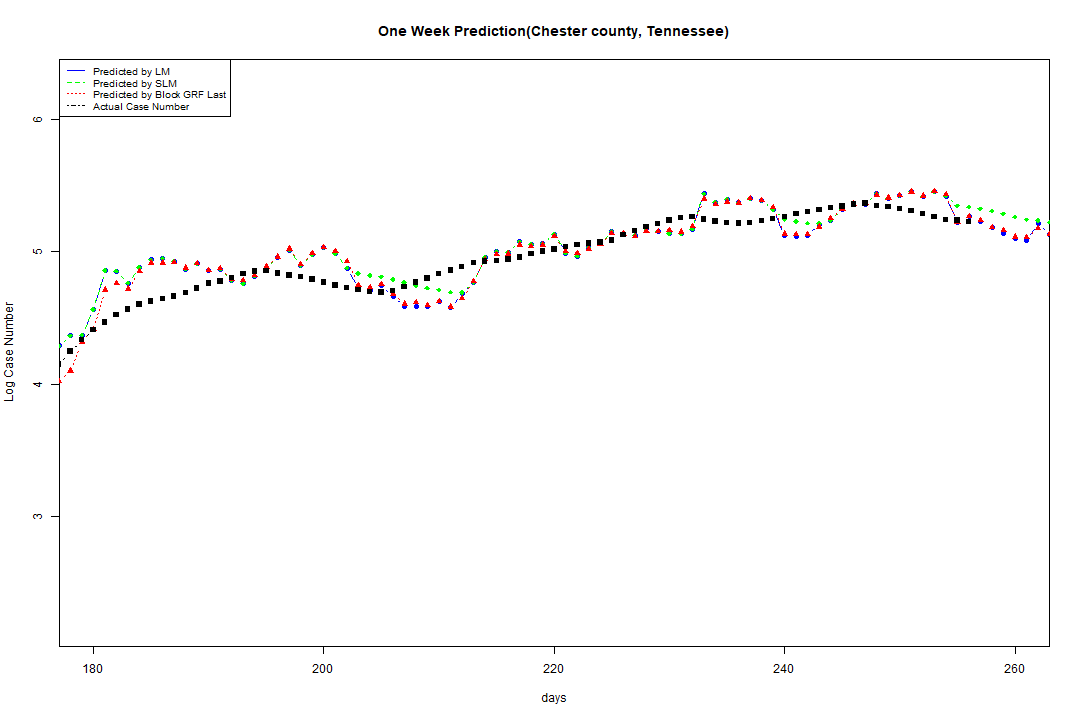 One Week Prediction(Chester county, Tennessee)
Predicted by LM
Predicted by SLM
Predicted by Block GRF Last
Actual Case Number
6
5
4
3
Log Case Number
180 200 220 240 260
days